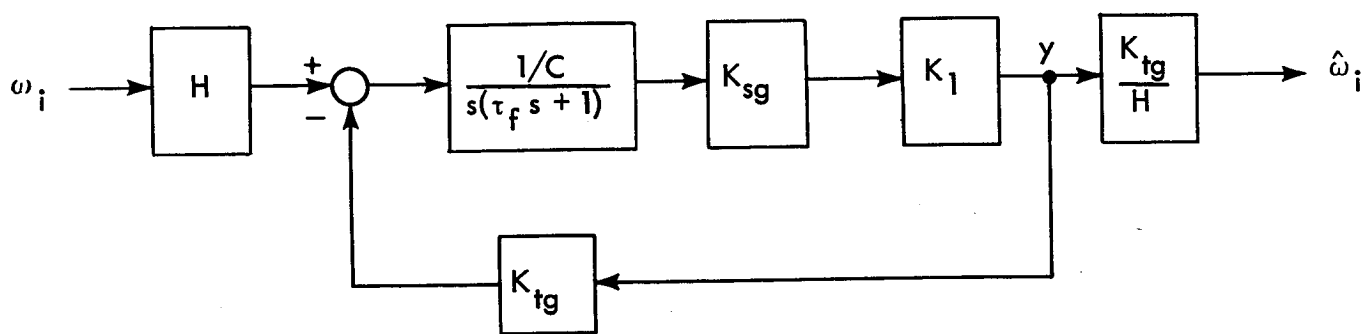 ω_i
H
+
−
1/C
s(τ_f s + 1)
K_sg
K_1
y
K_tg
H
ω̂_i
K_tg